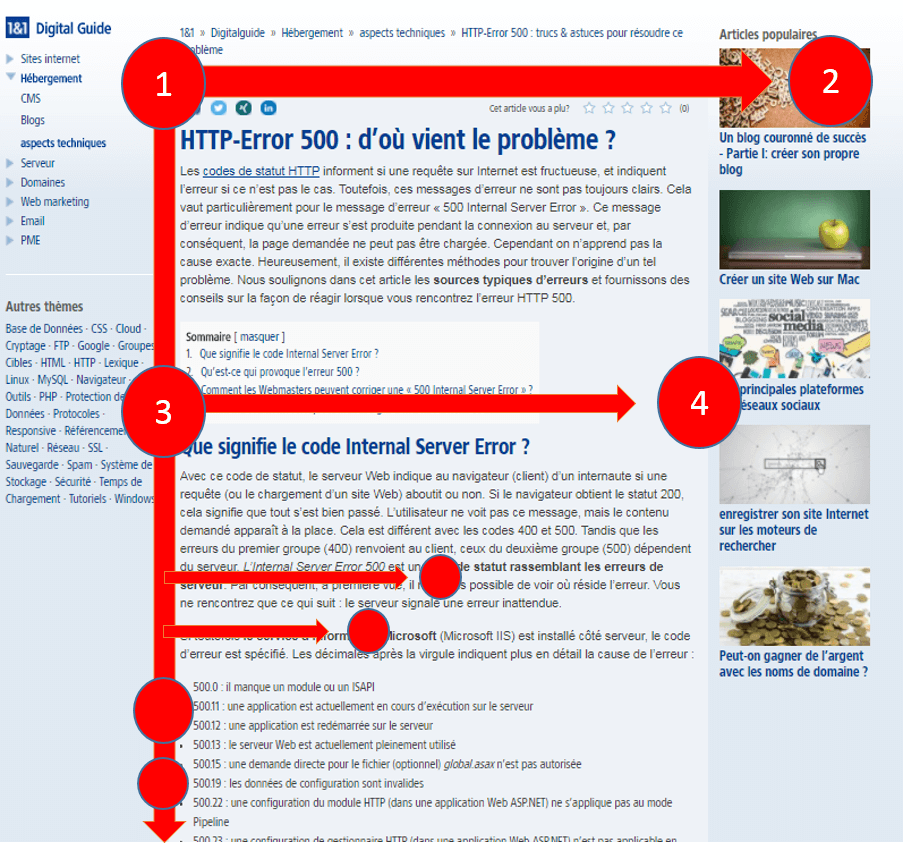 1&1 Digital Guide
Sites internet
Hébergement
CMS
Blogs
aspects techniques
Serveur
Domaines
Web marketing
Email
PME
Autres thèmes
Base de Données · CSS · Cloud ·
Cryptage · FTP · Google · Groupes
Cibles · HTML · HTTP · Lexique ·
Linux · MySQL · Navigateur ·
Outils · PHP · Protection de
Données · Protocoles ·
Responsive ·
Naturel · Réseau · SSL ·
Sauvegarde · Spam · Système de
Stockage · Sécurité · Temps de
Chargement · Tutoriels · Windows
1&1 » Digitalguide » Hébergement » aspects techniques » HTTP-Error 500 : trucs & astuces pour résoudre ce
1
2
Cet article vous a plu?
(0)
HTTP-Error 500 : d’où vient le problème ?
Les codes de statut HTTP informent si une requête sur Internet est fructueuse, et indiquent
l’erreur si ce n’est pas le cas. Toutefois, ces messages d’erreur ne sont pas toujours clairs. Cela
vaut particulièrement pour le message d’erreur « 500 Internal Server Error ». Ce message
d’erreur indique qu’une erreur s’est produite pendant la connexion au serveur et, par
conséquent, la page demandée ne peut pas être chargée. Cependant on n’apprend pas la
cause exacte. Heureusement, il existe différentes méthodes pour trouver l’origine d’un tel
problème. Nous soulignons dans cet article les sources typiques d’erreurs et fournissons des
conseils sur la façon de réagir lorsque vous rencontrez l’erreur HTTP 500.
Sommaire [ masquer ]
1. Que signifie le code Internal Server Error ?
2. Qu’est-ce qui provoque l’erreur 500 ?
Comment les Webmasters peuvent corriger une « 500 Internal Server Error » ?
3
4
Que signifie le code Internal Server Error ?
Avec ce code de statut, le serveur Web indique au navigateur (client) d’un internaute si une
requête (ou le chargement d’un site Web) aboutit ou non. Si le navigateur obtient le statut 200,
cela signifie que tout s’est bien passé. L’utilisateur ne voit pas ce message, mais le contenu
demandé apparaît à la place. Cela est différent avec les codes 400 et 500. Tandis que les
erreurs du premier groupe (400) renvoient au client, ceux du deuxième groupe (500) dépendent
du serveur. L’Internal Server Error 500 est un de statut rassemblant les erreurs de
serveur. Par conséquent, à première vue, il possible de voir où réside l’erreur. Vous
ne rencontrez que ce qui suit : le serveur signale une erreur inattendue.
Microsoft (Microsoft IIS) est installé côté serveur, le code
d’erreur est spécifié. Les décimales après la virgule indiquent plus en détail la cause de l’erreur :
500.0 : il manque un module ou un ISAPI
500.11 : une application est actuellement en cours d’exécution sur le serveur
500.12 : une application est redémarrée sur le serveur
500.13 : le serveur Web est actuellement pleinement utilisé
500.15 : une demande directe pour le fichier (optionnel) global.asax n’est pas autorisée
500.19 : les données de configuration sont invalides
500.22 : une configuration du module HTTP (dans une application Web ASP.NET) ne s’applique pas au mode
Pipeline
500.23 : une configuration de gestionnaire HTTP (dans une application Web ASP.NET) n’est pas applicable en
Articles populaires
Un blog couronné de succès
- Partie I: créer son propre
blog
Créer un site Web sur Mac
social
media
principales plateformes
réseaux sociaux
enregistrer son site Internet
sur les moteurs de
rechercher
Peut-on gagner de l’argent
avec les noms de domaine ?